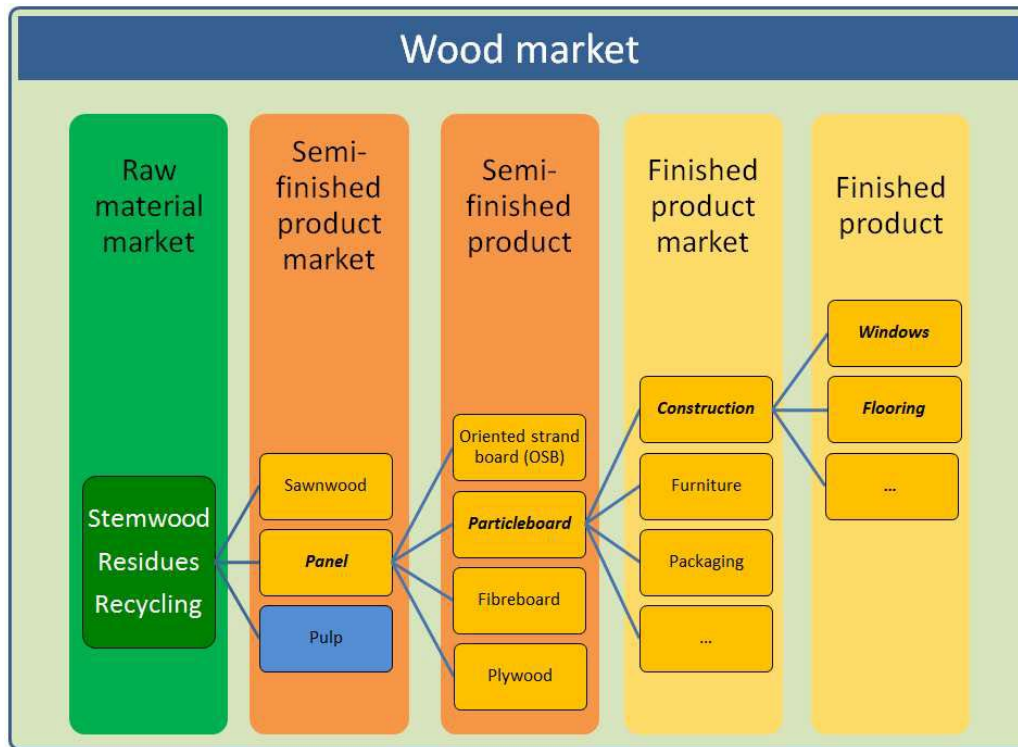 Wood market
Raw
material
market
Semi-
finished
product
market
Semi-
finished
product
Finished
product
market
Finished
product
Stemwood
Residues
Recycling
Sawnwood
Panel
Pulp
Oriented strand
board (OSB)
Particleboard
Fibreboard
Plywood
Construction
Furniture
Packaging
...
Windows
Flooring
...